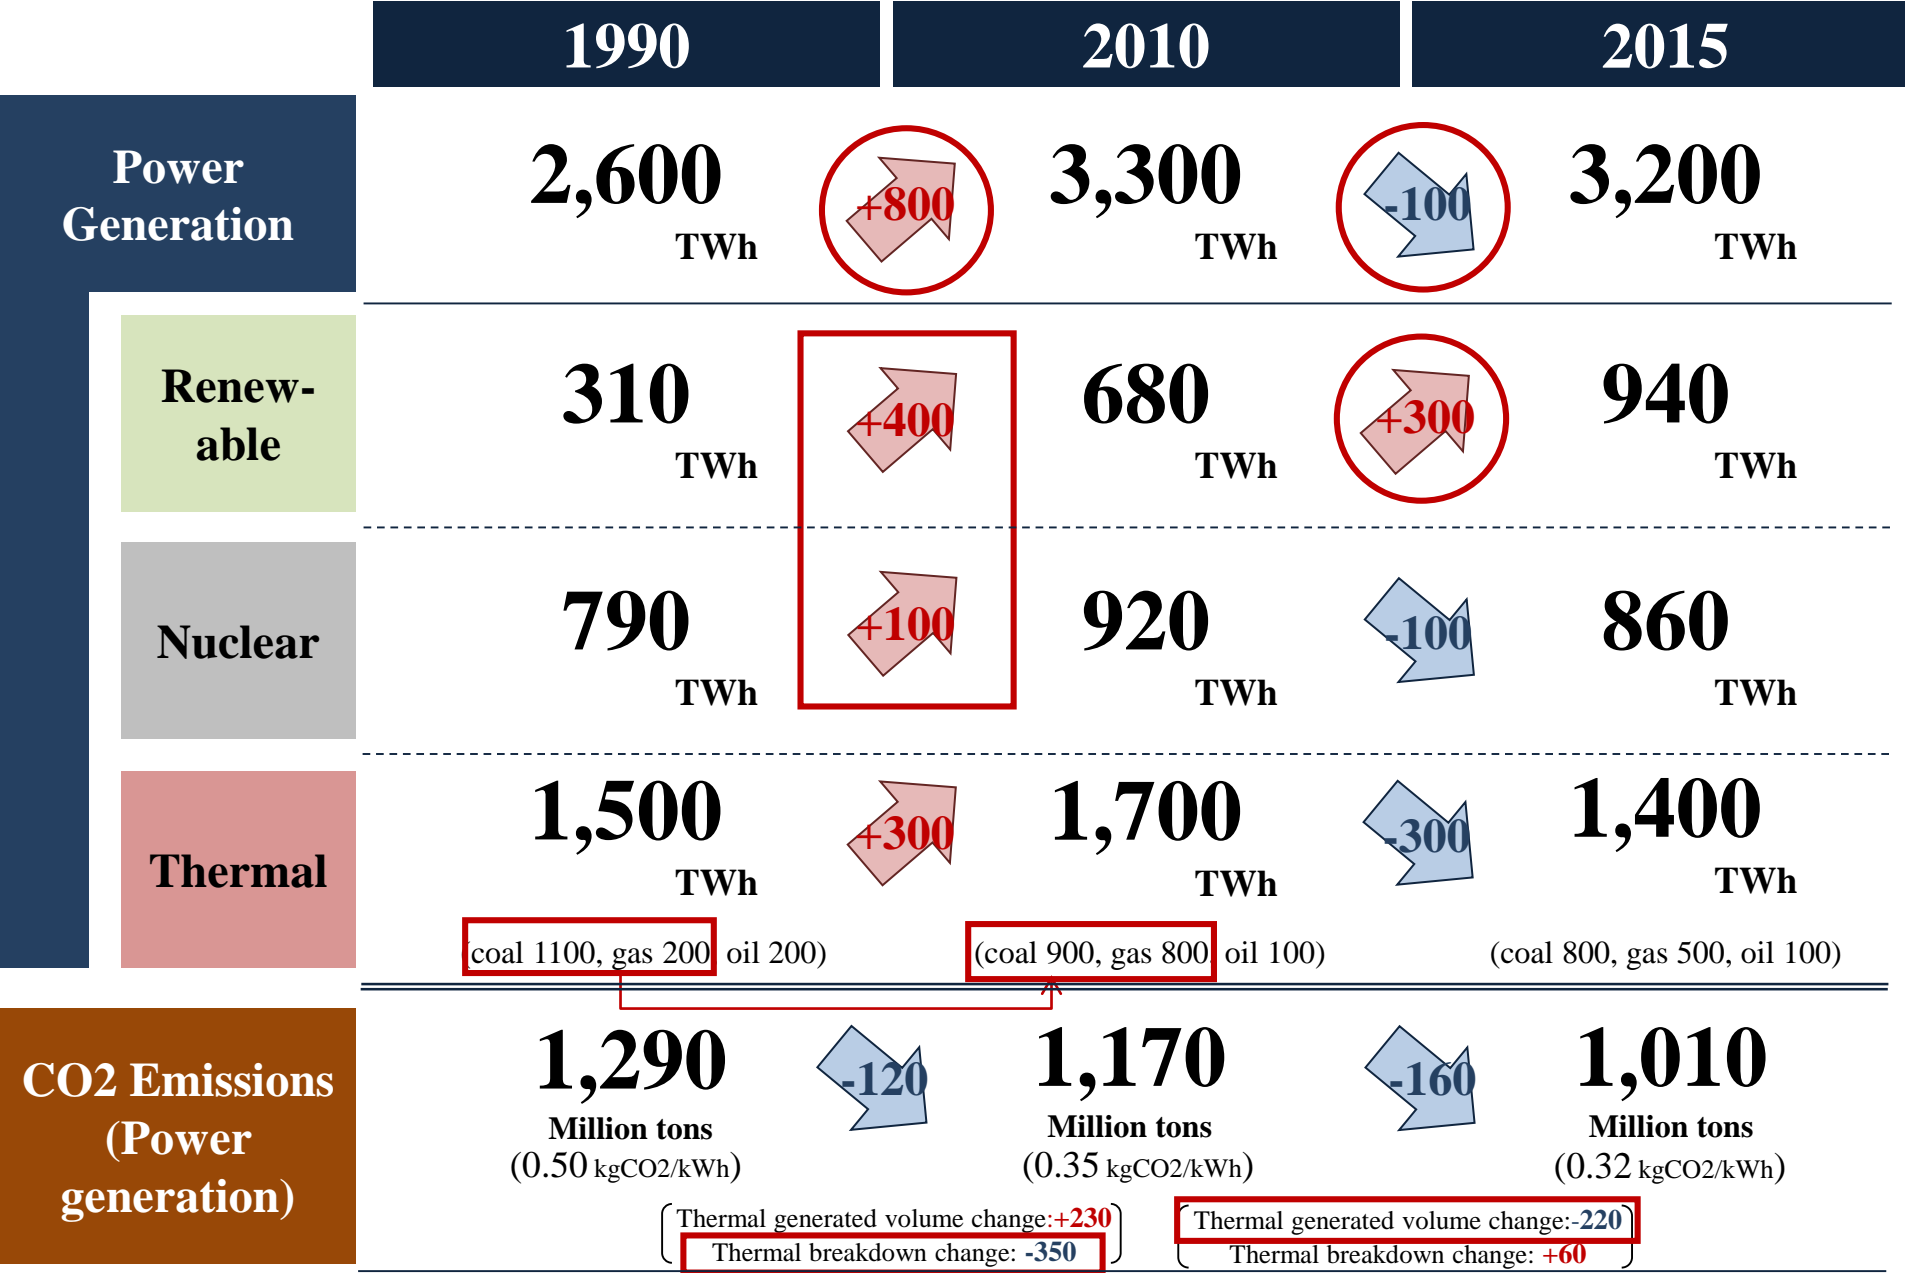 1990
2010
2015
Power
Generation
2,600
TWh
+800
3,300
TWh
-100
3,200
TWh
Renew-
able
310
TWh
+400
680
TWh
+300
940
TWh
Nuclear
790
TWh
+100
920
TWh
-100
860
TWh
Thermal
1,500
TWh
+300
1,700
TWh
-300
1,400
TWh
(coal 1100, gas 200, oil 200)
(coal 900, gas 800, oil 100)
(coal 800, gas 500, oil 100)
CO2 Emissions
(Power
generation)
1,290
Million tons
(0.50 kgCO2/kWh)
-120
1,170
Million tons
(0.35 kgCO2/kWh)
-160
1,010
Million tons
(0.32 kgCO2/kWh)
Thermal generated volume change:+230
Thermal breakdown change: -350
Thermal generated volume change:-220
Thermal breakdown change: +60